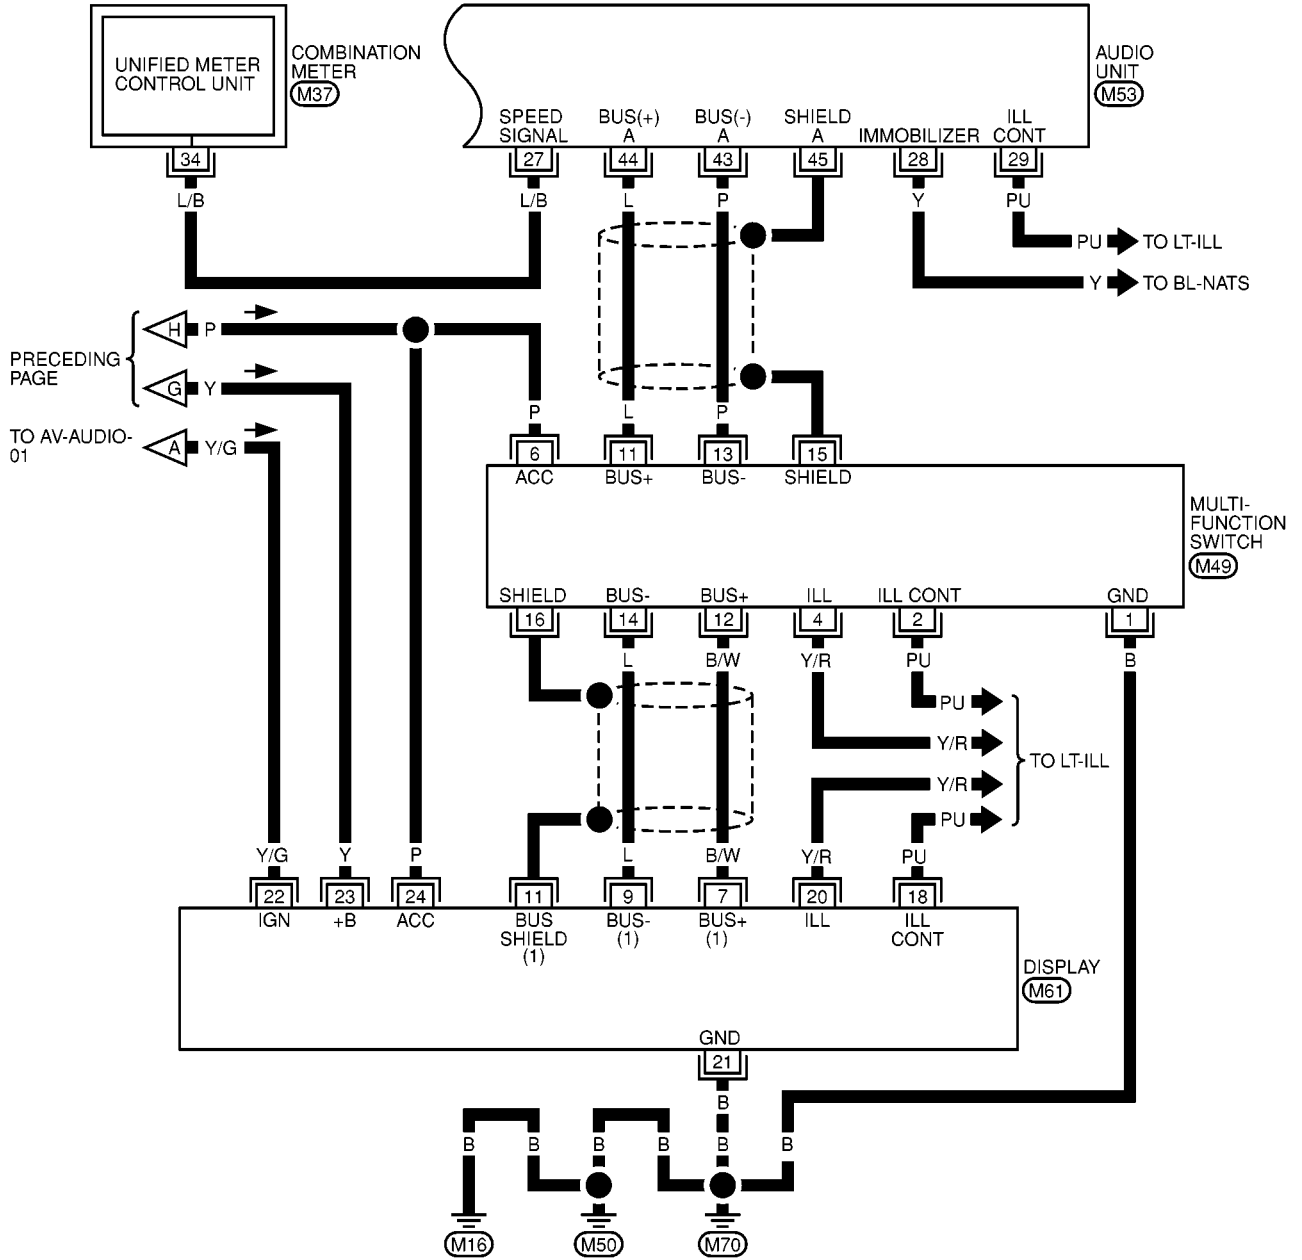 UNIFIED METER
CONTROL UNIT
COMBINATION
METER
M37
AUDIO
UNIT
M53
SPEED
SIGNAL
BUS(+)
A
BUS(-)
A
SHIELD
A
IMMOBILIZER
ILL
CONT
34
27
44
43
45
28
29
L/B
L/B
L
P
Y
PU
PU
TO LT-ILL
Y
TO BL-NATS
PRECEDING
PAGE
H
P
G
Y
TO AV-AUDIO-
01
A
Y/G
P
L
P
6
11
13
15
ACC
BUS+
BUS-
SHIELD
MULTI-
FUNCTION
SWITCH
M49
SHIELD
BUS-
BUS+
ILL
ILL CONT
GND
16
14
12
4
2
1
L
B/W
Y/R
PU
B
PU
Y/R
Y/R
PU
TO LT-ILL
Y/G
Y
P
L
B/W
Y/R
PU
22
23
24
11
9
7
20
18
IGN
+B
ACC
BUS
SHIELD
(1)
BUS-
(1)
BUS+
(1)
ILL
ILL
CONT
DISPLAY
M61
GND
21
B
B
B
B
B
B
B
M16
M50
M70